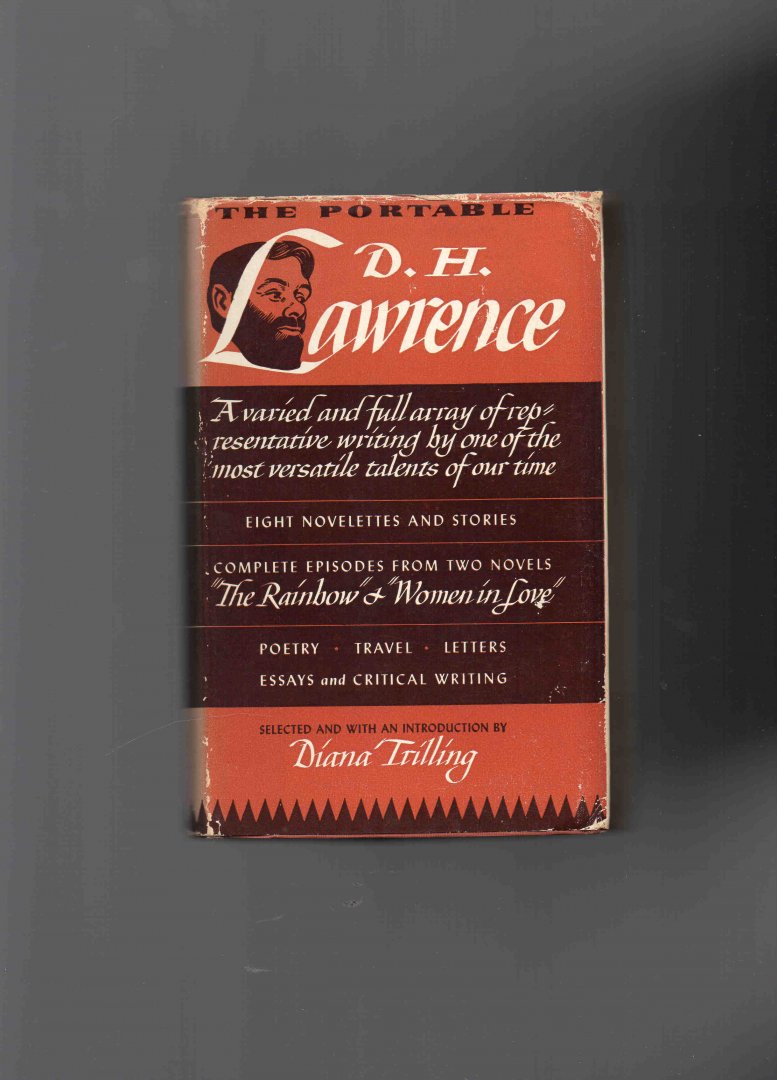 THE PORTABLE
D. H.
Lawrence
A varied and full array of rep-
resentative writing by one of the
most versatile talents of our time
EIGHT NOVELETTES AND STORIES
COMPLETE EPISODES FROM TWO NOVELS
"The Rainbow" & "Women in Love"
POETRY · TRAVEL · LETTERS
ESSAYS and CRITICAL WRITING
SELECTED AND WITH AN INTRODUCTION BY
Diana Trilling